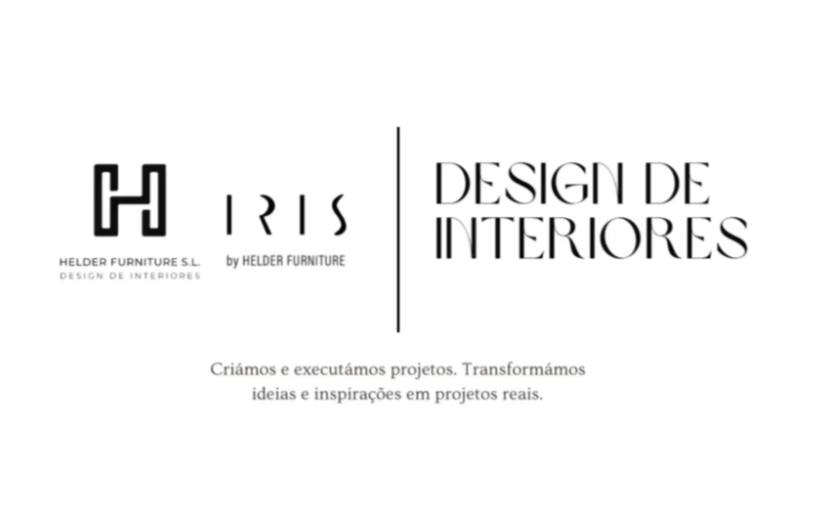 HELDER FURNITURE S.L.
DESIGN DE INTERIORES
IRIS
by HELDER FURNITURE
DESIGN DE
INTERIORES
Criámos e executámos projetos. Transformámos
ideias e inspirações em projetos reais.